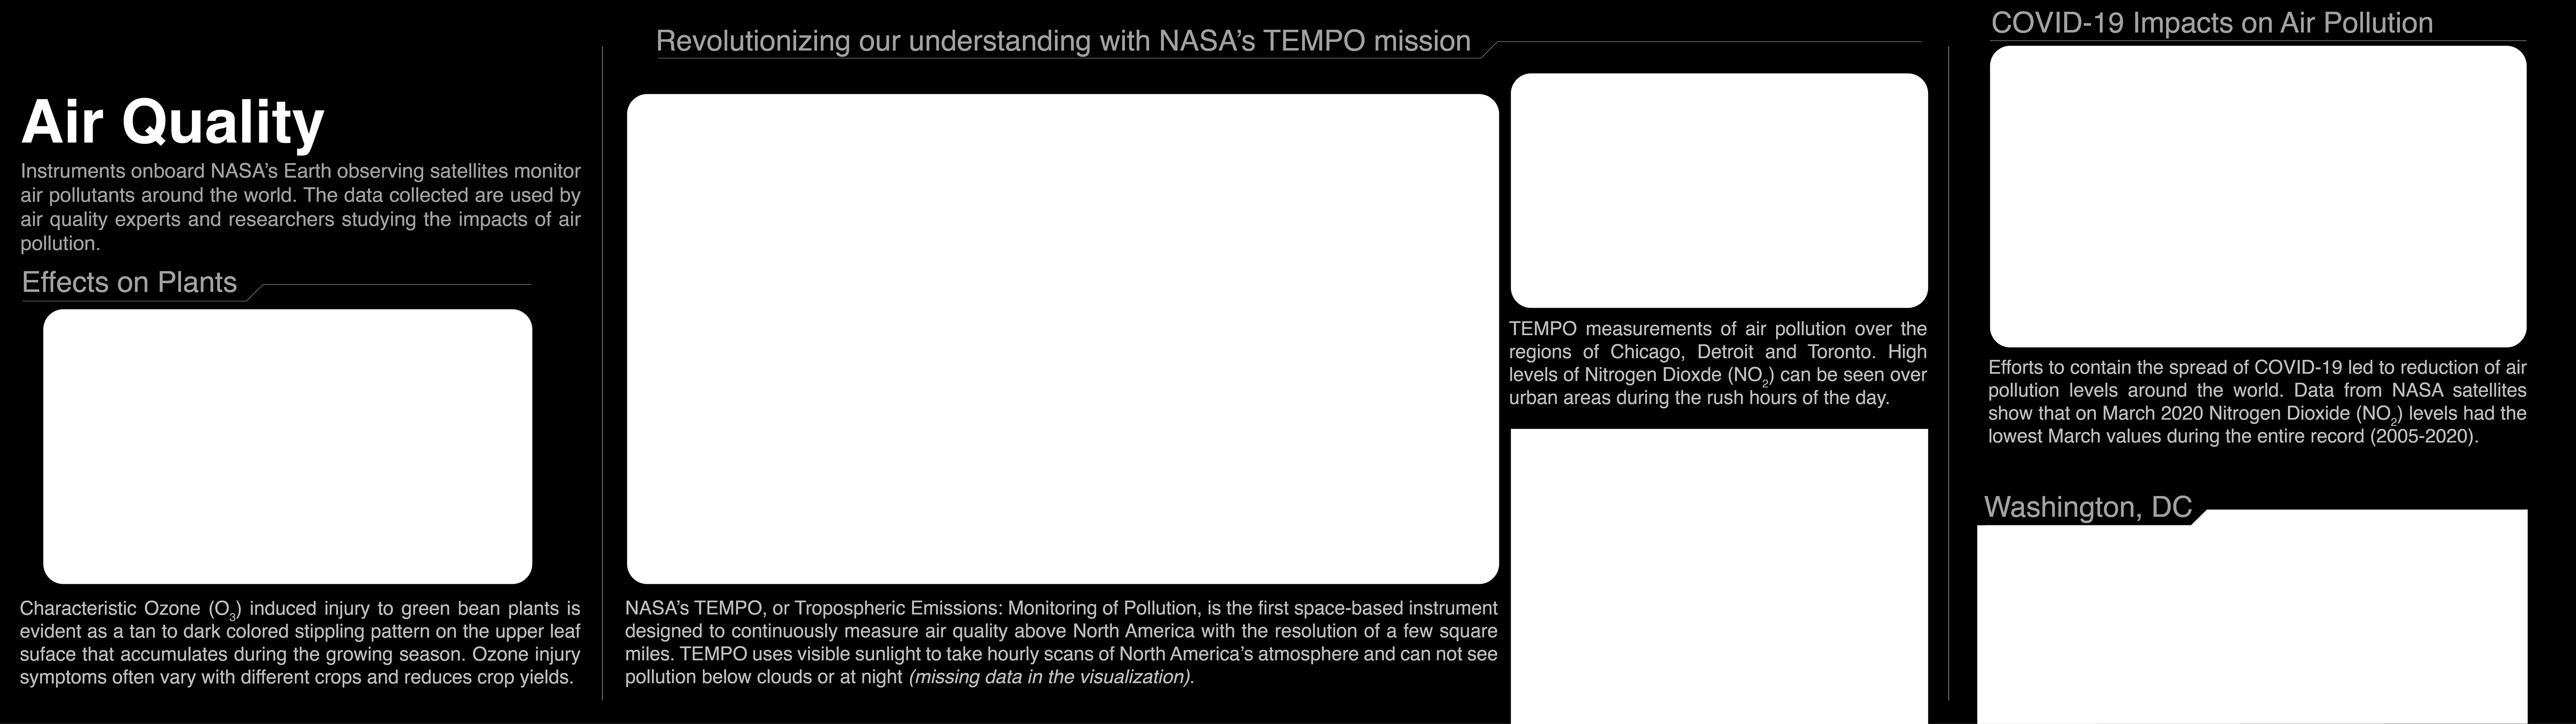 Air Quality
Instruments onboard NASA’s Earth observing satellites monitor
air pollutants around the world. The data collected are used by
air quality experts and researchers studying the impacts of air
pollution.
Effects on Plants
Characteristic Ozone (O₃) induced injury to green bean plants is
evident as a tan to dark colored stippling pattern on the upper leaf
suface that accumulates during the growing season. Ozone injury
symptoms often vary with different crops and reduces crop yields.
Revolutionizing our understanding with NASA’s TEMPO mission
NASA’s TEMPO, or Tropospheric Emissions: Monitoring of Pollution, is the first space-based instrument
designed to continuously measure air quality above North America with the resolution of a few square
miles. TEMPO uses visible sunlight to take hourly scans of North America’s atmosphere and can not see
pollution below clouds or at night (missing data in the visualization).
TEMPO measurements of air pollution over the
regions of Chicago, Detroit and Toronto. High
levels of Nitrogen Dioxde (NO₂) can be seen over
urban areas during the rush hours of the day.
COVID-19 Impacts on Air Pollution
Efforts to contain the spread of COVID-19 led to reduction of air
pollution levels around the world. Data from NASA satellites
show that on March 2020 Nitrogen Dioxide (NO₂) levels had the
lowest March values during the entire record (2005-2020).
Washington, DC